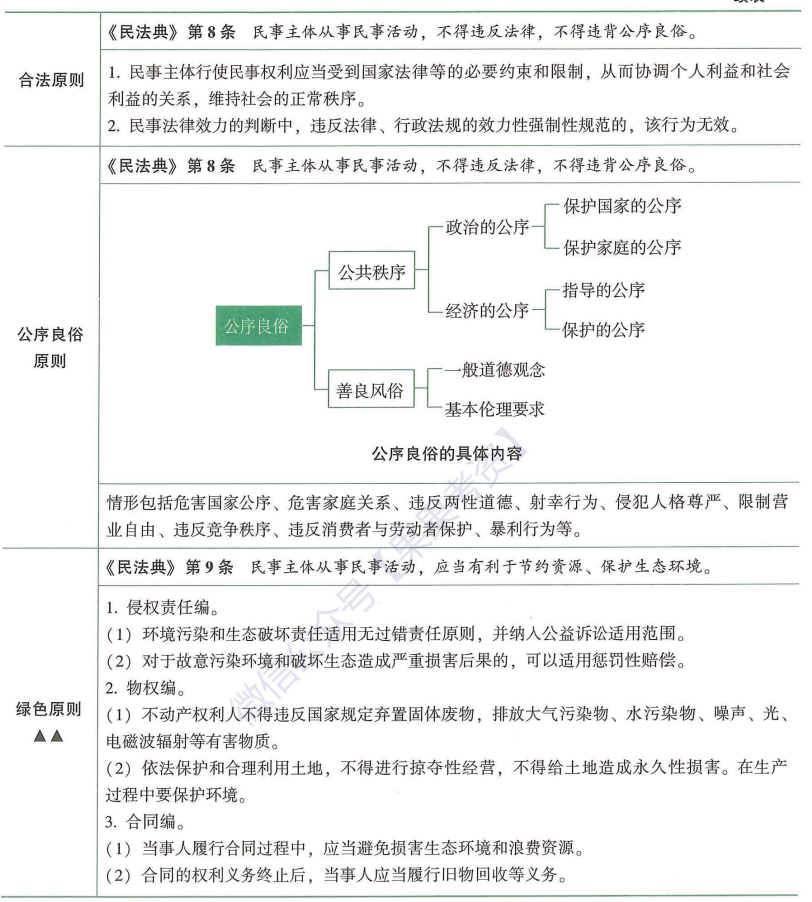 《民法典》第8条 民事主体从事民事活动，不得违反法律，不得违背公序良俗。
合法原则
1. 民事主体行使民事权利应当受到国家法律等的必要约束和限制，从而协调个人利益和社会
利益的关系，维持社会的正常秩序。
2. 民事法律效力的判断中，违反法律、行政法规的效力性强制性规范的，该行为无效。
公序良俗
原则
《民法典》第8条 民事主体从事民事活动，不得违反法律，不得违背公序良俗。
公序良俗
公共秩序
政治的公序
保护国家的公序
保护家庭的公序
经济的公序
指导的公序
保护的公序
善良风俗
一般道德观念
基本伦理要求
公序良俗的具体内容
情形包括危害国家公序、危害家庭关系、违反两性道德、射幸行为、侵犯人格尊严、限制营
业自由、违反竞争秩序、违反消费者与劳动者保护、暴利行为等。
绿色原则
▲▲
《民法典》第9条 民事主体从事民事活动，应当有利于节约资源、保护生态环境。
1. 侵权责任编。
（1）环境污染和生态破坏责任适用无过错责任原则，并纳入公益诉讼适用范围。
（2）对于故意污染环境和破坏生态造成严重损害后果的，可以适用惩罚性赔偿。
2. 物权编。
（1）不动产权利人不得违反国家规定弃置固体废物，排放大气污染物、水污染物、噪声、光、
电磁波辐射等有害物质。
（2）依法保护和合理利用土地，不得进行掠夺性经营，不得给土地造成永久性损害。在生产
过程中要保护环境。
3. 合同编。
（1）当事人履行合同过程中，应当避免损害生态环境和浪费资源。
（2）合同的权利义务终止后，当事人应当履行旧物回收等义务。
微信公众号【果果考资】